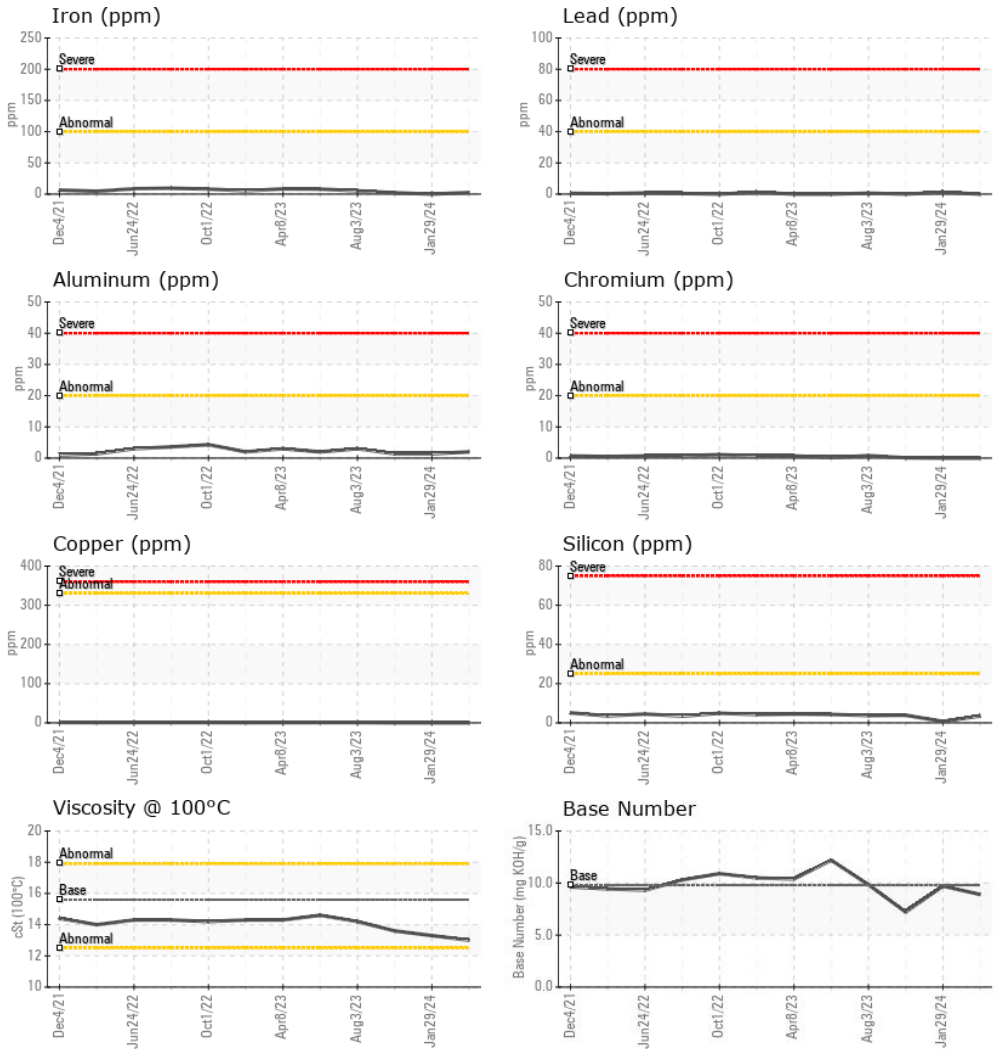 Iron (ppm)
250
200
150
100
50
0
ppm
Severe
Abnormal
Dec4/21
Jun24/22
Oct1/22
Apr8/23
Aug3/23
Jan29/24
Lead (ppm)
100
80
60
40
20
0
ppm
Severe
Abnormal
Dec4/21
Jun24/22
Oct1/22
Apr8/23
Aug3/23
Jan29/24
Aluminum (ppm)
50
40
30
20
10
0
ppm
Severe
Abnormal
Dec4/21
Jun24/22
Oct1/22
Apr8/23
Aug3/23
Jan29/24
Chromium (ppm)
50
40
30
20
10
0
ppm
Severe
Abnormal
Dec4/21
Jun24/22
Oct1/22
Apr8/23
Aug3/23
Jan29/24
Copper (ppm)
400
300
200
100
0
ppm
Severe
Abnormal
Dec4/21
Jun24/22
Oct1/22
Apr8/23
Aug3/23
Jan29/24
Silicon (ppm)
80
60
40
20
0
ppm
Severe
Abnormal
Dec4/21
Jun24/22
Oct1/22
Apr8/23
Aug3/23
Jan29/24
Viscosity @ 100°C
20
18
16
14
12
10
cSt (100°C)
Abnormal
Base
Abnormal
Dec4/21
Jun24/22
Oct1/22
Apr8/23
Aug3/23
Jan29/24
Base Number
15.0
10.0
5.0
0.0
Base Number (mg KOH/g)
Base
Dec4/21
Jun24/22
Oct1/22
Apr8/23
Aug3/23
Jan29/24